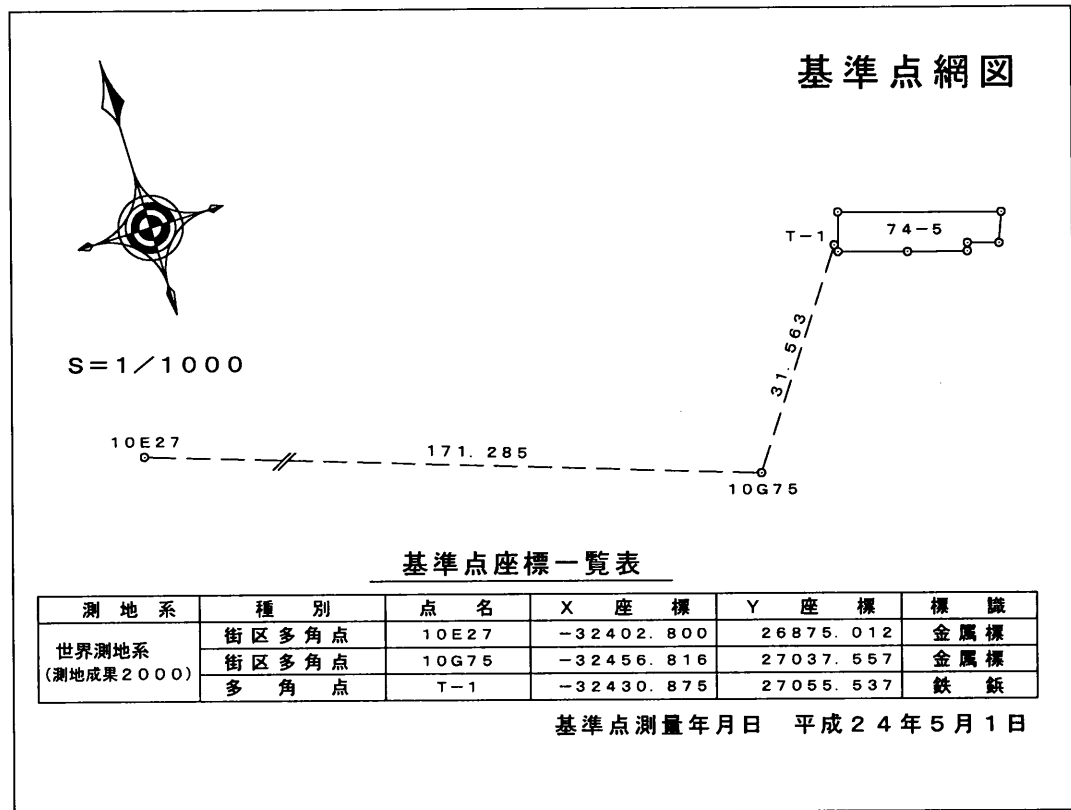 基準点網図
T-1
74-5
31.563
S=1/1000
10E27
171.285
10G75
基準点座標一覧表
測地系 種別 点名 X座標 Y座標 標識
世界測地系
(測地成果2000)
街区多角点 10E27 -32402.800 26875.012 金属標
街区多角点 10G75 -32456.816 27037.557 金属標
多角点 T-1 -32430.875 27055.537 鉄鋲
基準点測量年月日 平成24年5月1日